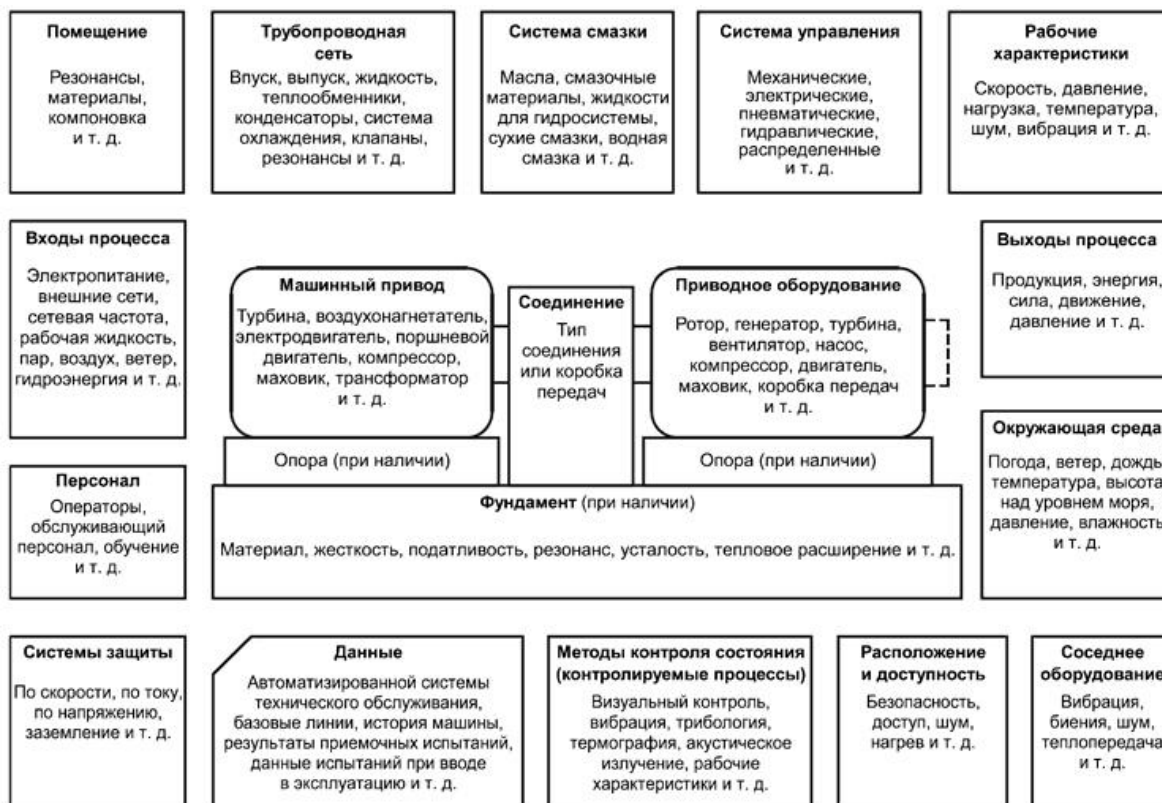 Помещение
Резонансы,
материалы,
компоновка
и т. д.
Трубопроводная
сеть
Впуск, выпуск, жидкость,
теплообменники,
конденсаторы, система
охлаждения, клапаны,
резонансы и т. д.
Система смазки
Масла, смазочные
материалы, жидкости
для гидросистемы,
сухие смазки, водная
смазка и т. д.
Система управления
Механические,
электрические,
пневматические,
гидравлические,
распределенные
и т. д.
Рабочие
характеристики
Скорость, давление,
нагрузка, температура,
шум, вибрация и т. д.
Входы процесса
Электропитание,
внешние сети,
сетевая частота,
рабочая жидкость,
пар, воздух, ветер,
гидроэнергия и т. д.
Машинный привод
Турбина, воздухонагнетатель,
электродвигатель, поршневой
двигатель, компрессор,
маховик, трансформатор
и т. д.
Соединение
Тип
соединения
или коробка
передач
Приводное оборудование
Ротор, генератор, турбина,
вентилятор, насос,
компрессор, двигатель,
маховик, коробка передач
и т. д.
Выходы процесса
Продукция, энергия,
сила, движение,
давление и т. д.
Опора (при наличии)
Опора (при наличии)
Фундамент (при наличии)
Материал, жесткость, податливость, резонанс, усталость, тепловое расширение и т. д.
Персонал
Операторы,
обслуживающий
персонал, обучение
и т. д.
Окружающая среда
Погода, ветер, дождь,
температура, высота
над уровнем моря,
давление, влажность
и т. д.
Системы защиты
По скорости, по току,
по напряжению,
заземление и т. д.
Данные
Автоматизированной системы
технического обслуживания,
базовые линии, история машины,
результаты приемочных испытаний,
данные испытаний при вводе
в эксплуатацию и т. д.
Методы контроля состояния
(контролируемые процессы)
Визуальный контроль,
вибрация, трибология,
термография, акустическое
излучение, рабочие
характеристики и т. д.
Расположение
и доступность
Безопасность,
доступ, шум,
нагрев и т. д.
Соседнее
оборудование
Вибрация,
биения, шум,
теплопередача
и т. д.